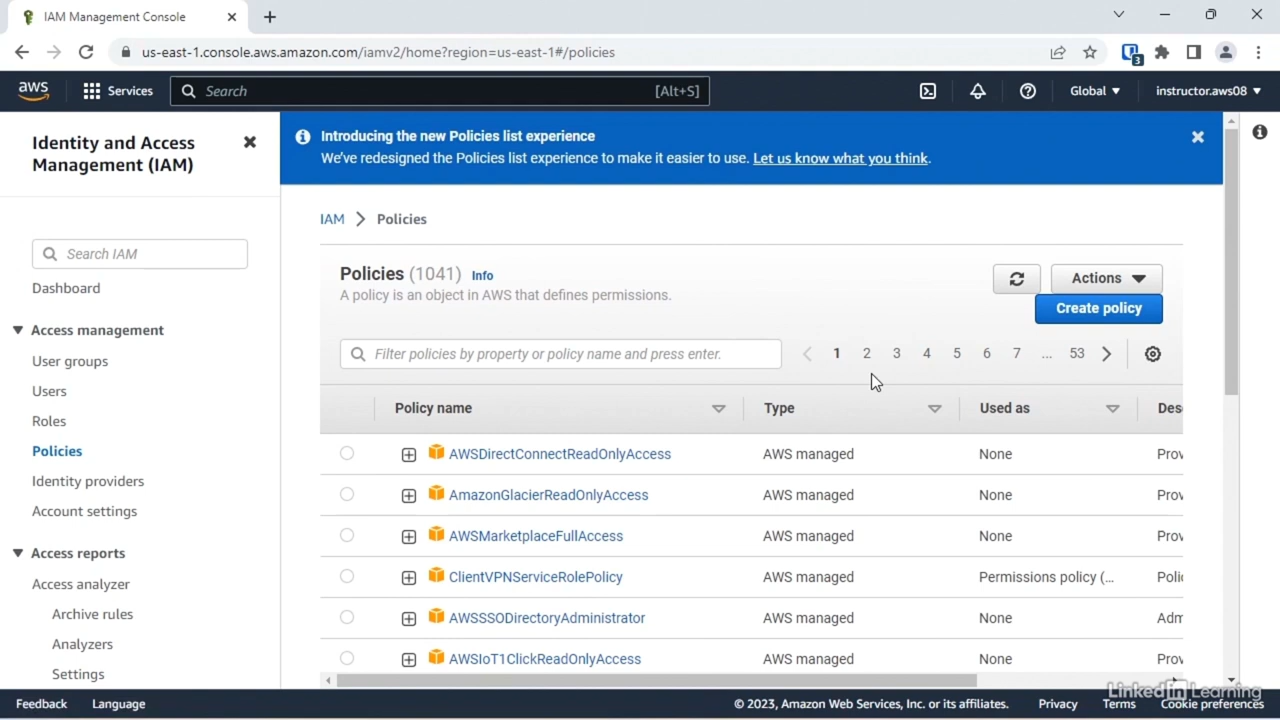 IAM Management Console
us-east-1.console.aws.amazon.com/iamv2/home?region=us-east-1#/policies
3
aws
Services
Search
[Alt+S]
Global
instructor.aws08
Identity and Access
Management (IAM)
Search IAM
Dashboard
Access management
User groups
Users
Roles
Policies
Identity providers
Account settings
Access reports
Access analyzer
Archive rules
Analyzers
Settings
Introducing the new Policies list experience
We've redesigned the Policies list experience to make it easier to use. Let us know what you think.
IAM > Policies
Policies (1041) Info
A policy is an object in AWS that defines permissions.
Actions
Create policy
Filter policies by property or policy name and press enter.
1 2 3 4 5 6 7 ... 53
Policy name Type Used as Des
AWSDirectConnectReadOnlyAccess AWS managed None Prov
AmazonGlacierReadOnlyAccess AWS managed None Prov
AWSMarketplaceFullAccess AWS managed None Prov
ClientVPNServiceRolePolicy AWS managed Permissions policy (... Polic
AWSSSODirectoryAdministrator AWS managed None Adm
AWSIoT1ClickReadOnlyAccess AWS managed None Prov
LinkedIn Learning
Feedback Language © 2023, Amazon Web Services, Inc. or its affiliates. Privacy Terms Cookie preferences